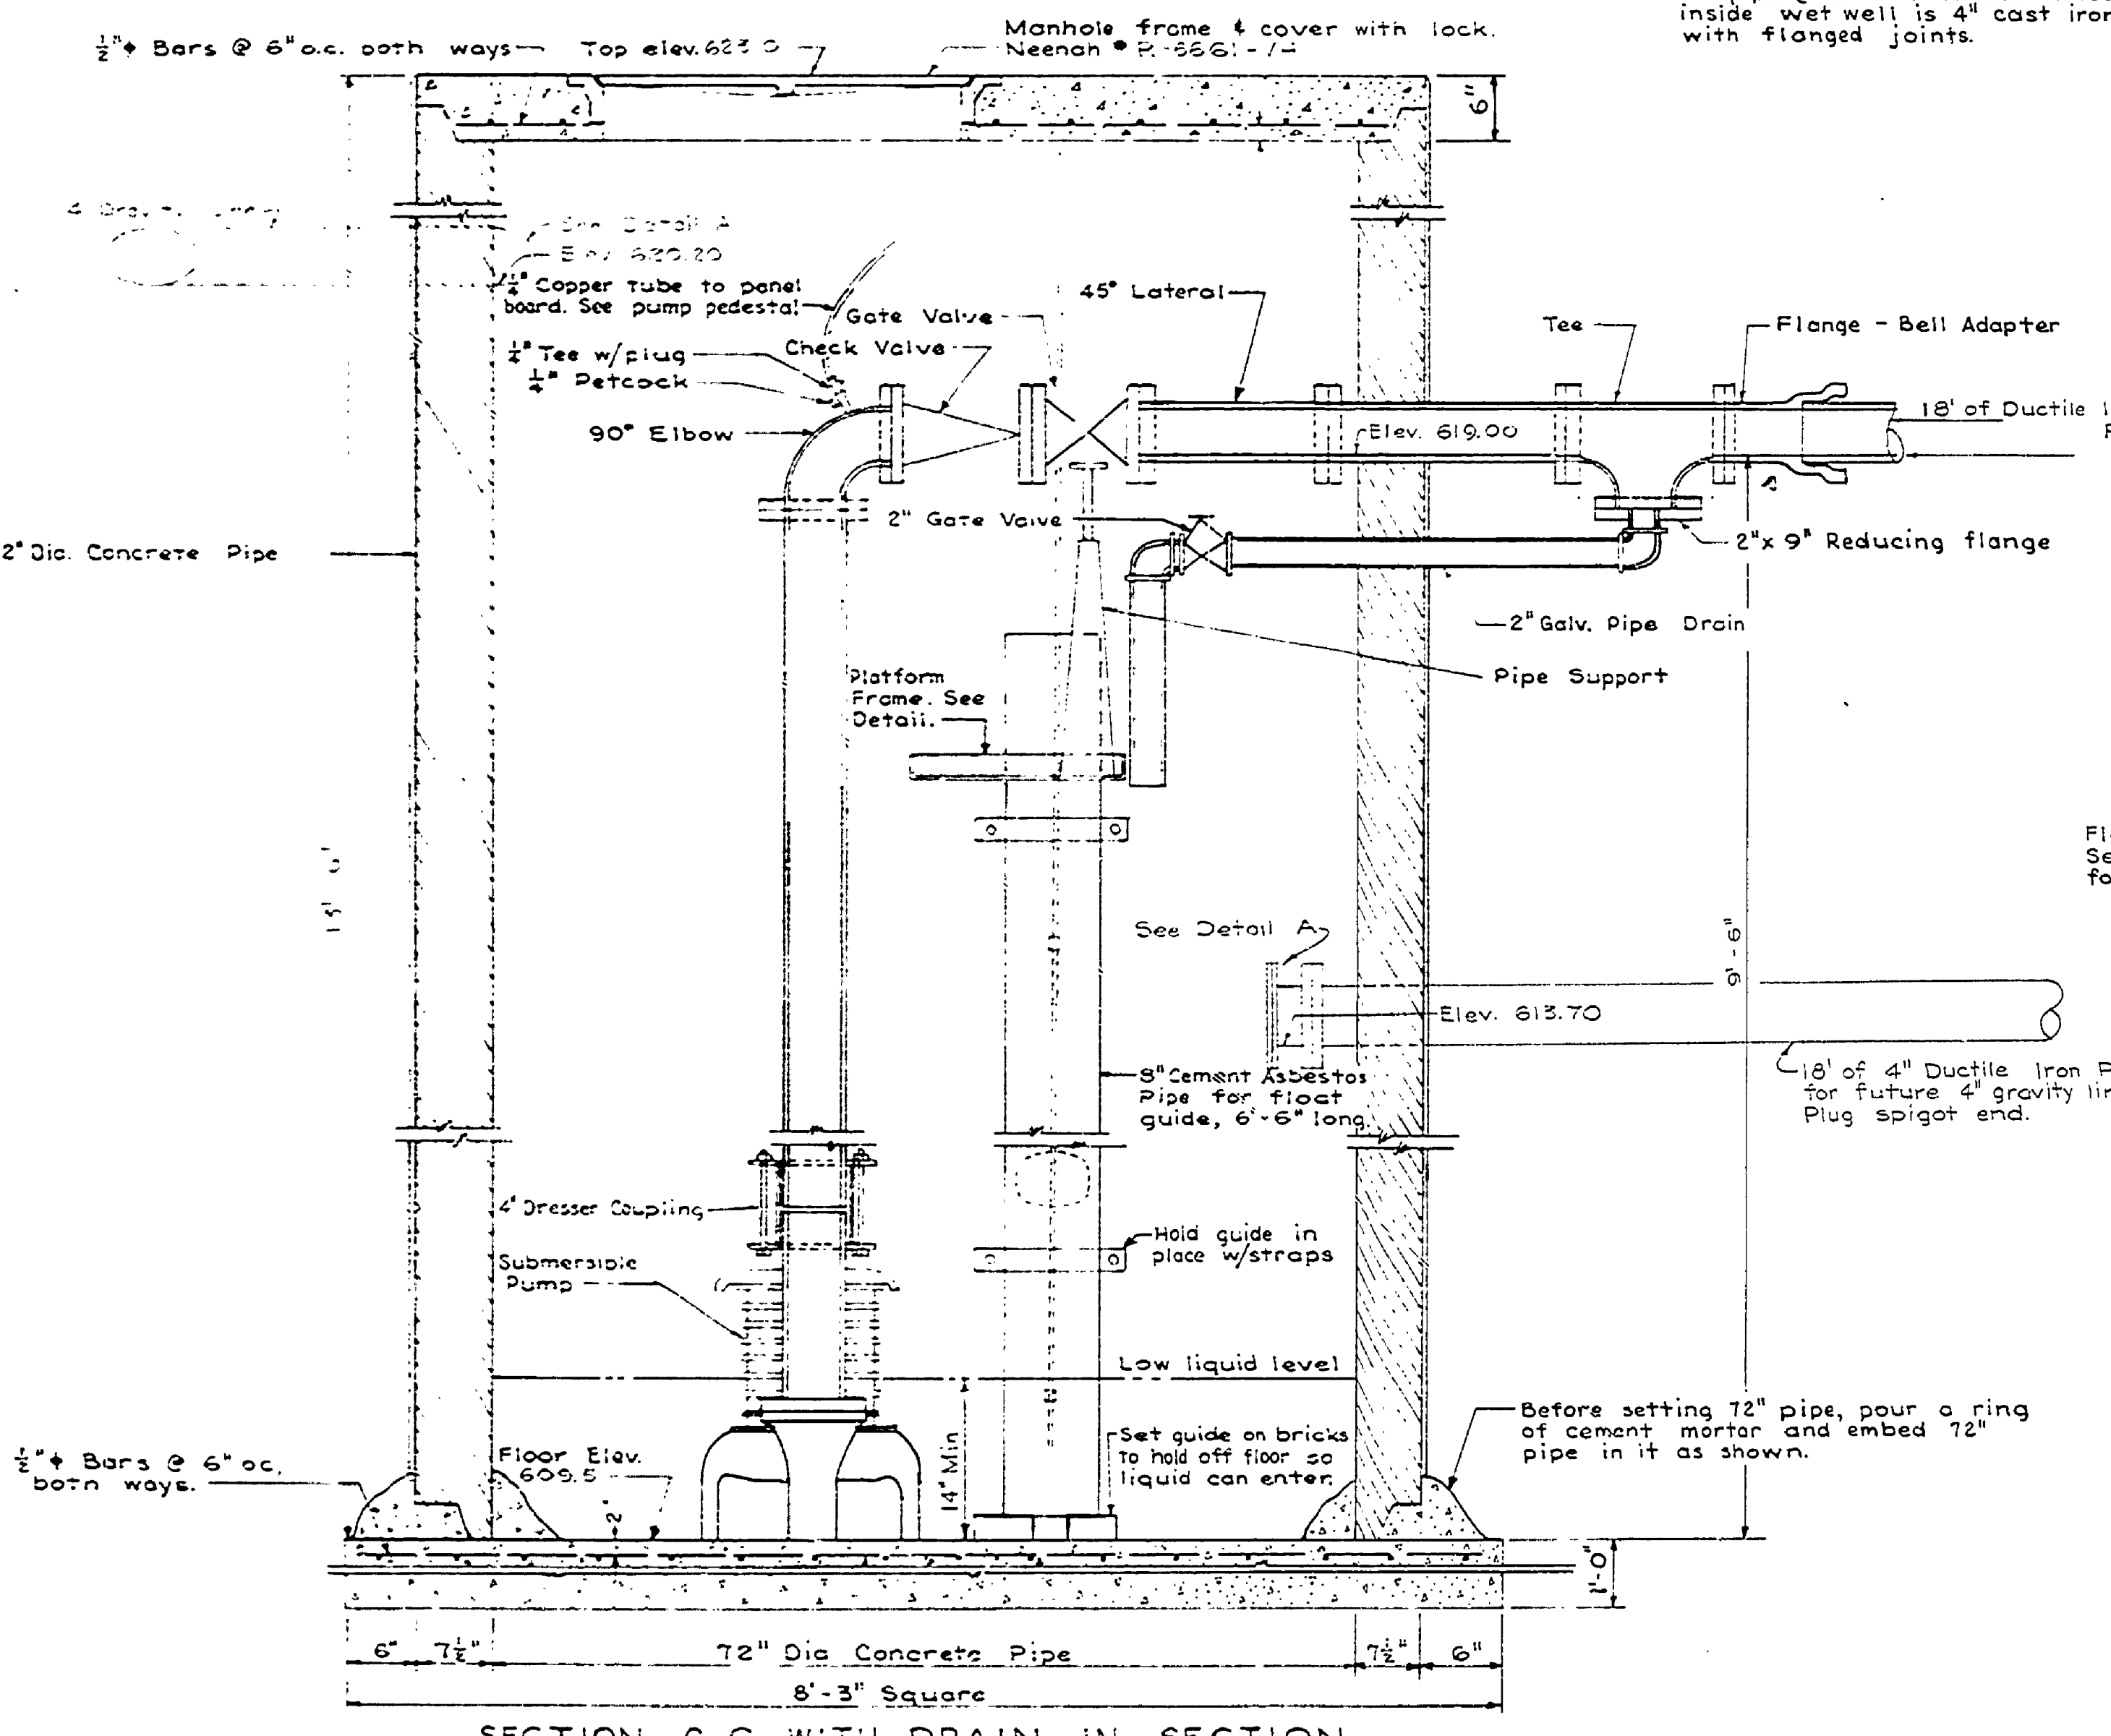 inside wet well is 4" cast iron
with flanged joints.
Manhole frame & cover with lock.
Neenah
½"ϕ Bars @ 6" o.c. both ways
Top elev. 623.0
6"
See Detail A
Elev. 620.20
¼" Copper tube to panel
board. See pump pedestal
Gate Valve
45° Lateral
Tee
Flange - Bell Adapter
¼" Tee w/plug
Check Valve
¼" Petcock
90° Elbow
Elev. 619.00
18' of Ductile
2" Gate Valve
2" x 9" Reducing flange
2" Dia. Concrete Pipe
2" Galv. Pipe Drain
Pipe Support
Platform
Frame. See
Detail.
See Detail A
9'-6"
Elev. 613.70
8" Cement Asbestos
Pipe for float
guide, 6'-6" long.
18' of 4" Ductile Iron
for future 4" gravity
Plug spigot end.
4" Dresser Coupling
Hold guide in
place w/straps
Submersible
Pump
Low liquid level
14" Min
Before setting 72" pipe, pour a ring
of cement mortar and embed 72"
pipe in it as shown.
Set guide on bricks
to hold off floor so
liquid can enter.
Floor Elev.
609.5
½"ϕ Bars @ 6" oc.
both ways.
2"
1'-0"
6" 7½" 72" Dia Concrete Pipe 7½" 6"
8'-3" Square
SECTION C-C WITH DRAIN IN SECTION